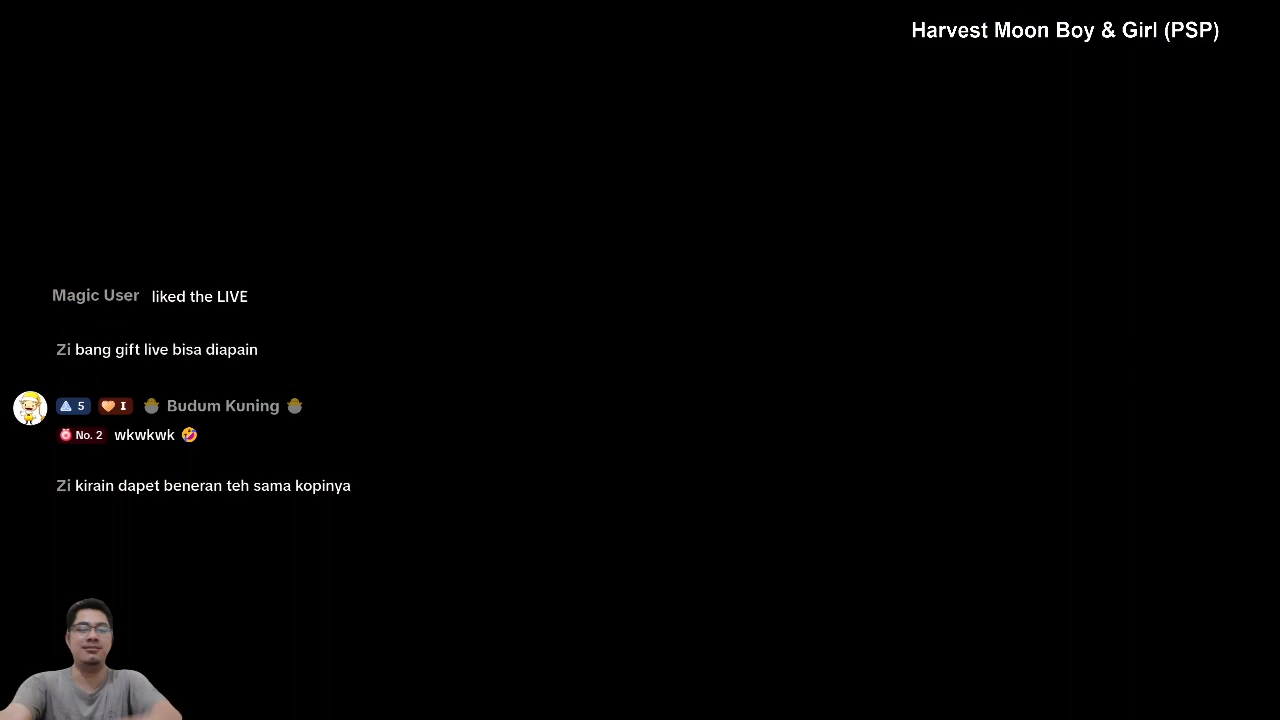 Harvest Moon Boy & Girl (PSP)
Magic User liked the LIVE
Zi bang gift live bisa diapain
5 I Budum Kuning
No. 2 wkwkwk 🤣
Zi kirain dapet beneran teh sama kopinya